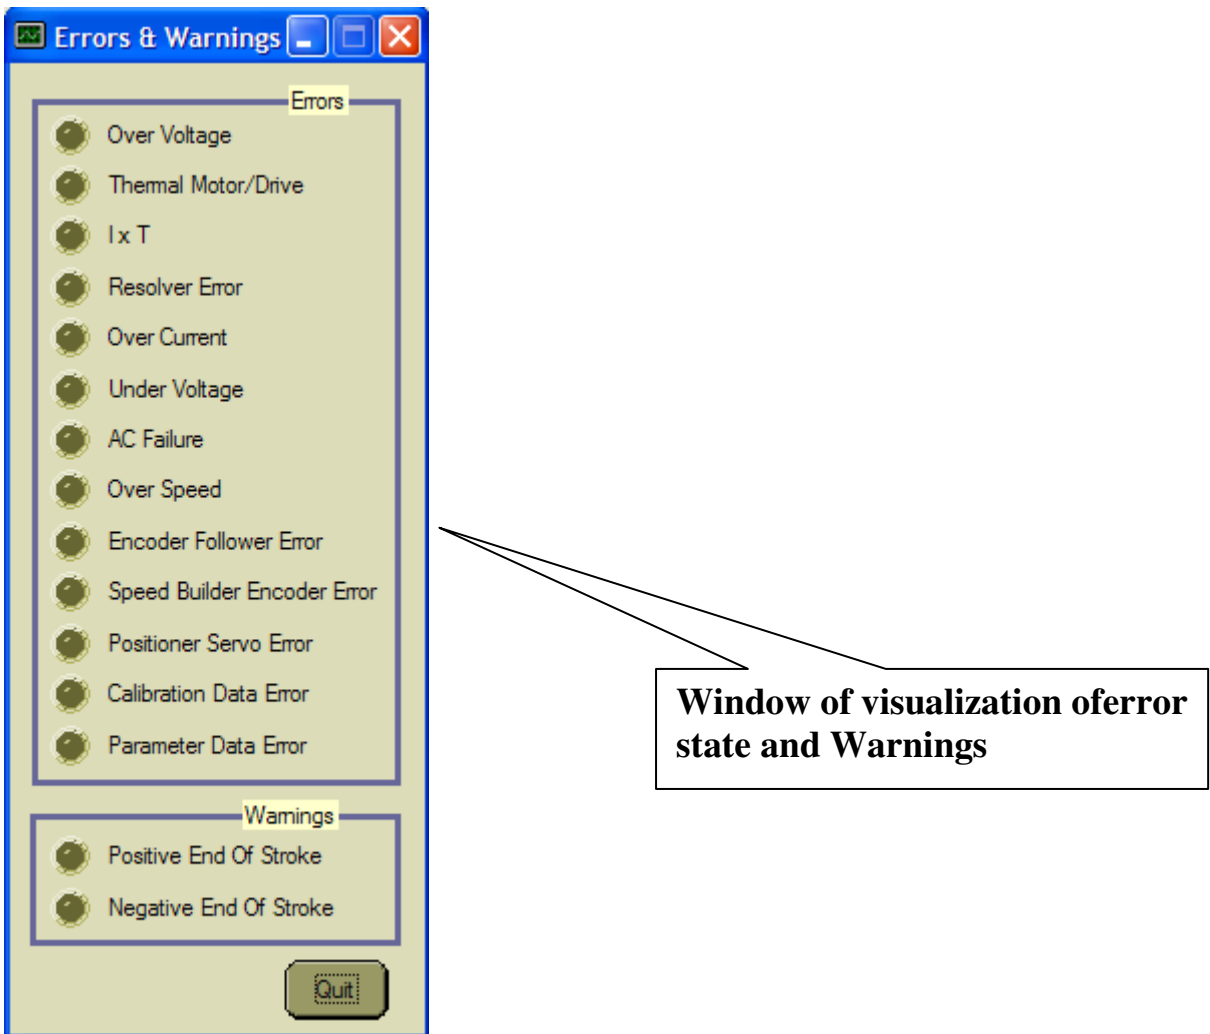 Errors & Warnings
Errors
Over Voltage
Thermal Motor/Drive
I x T
Resolver Error
Over Current
Under Voltage
AC Failure
Over Speed
Encoder Follower Error
Speed Builder Encoder Error
Positioner Servo Error
Calibration Data Error
Parameter Data Error
Warnings
Positive End Of Stroke
Negative End Of Stroke
Quit
Window of visualization oferror
state and Warnings